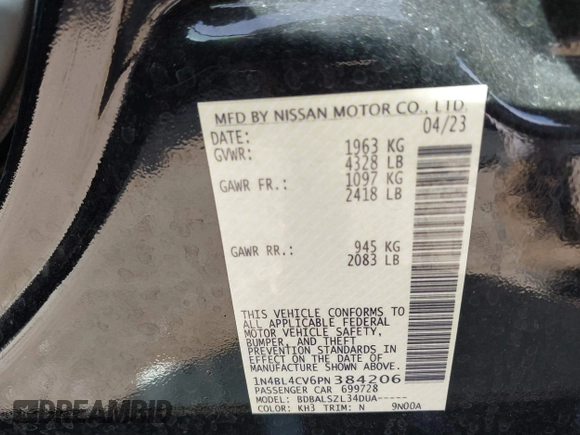 MFD BY NISSAN MOTOR CO., LTD.
DATE: 04/23
GVWR: 1963 KG
4328 LB
GAWR FR.: 1097 KG
2418 LB
GAWR RR.: 945 KG
2083 LB
THIS VEHICLE CONFORMS TO
ALL APPLICABLE FEDERAL
MOTOR VEHICLE SAFETY,
BUMPER, AND THEFT
PREVENTION STANDARDS IN
EFFECT ON THE DATE OF
MANUFACTURE SHOWN ABOVE.
1N4BL4CV6PN384206
PASSENGER CAR 699728
MODEL: BDBALSZL34DUA-----
COLOR: KH3 TRIM: N 9N00A
DREAMBID